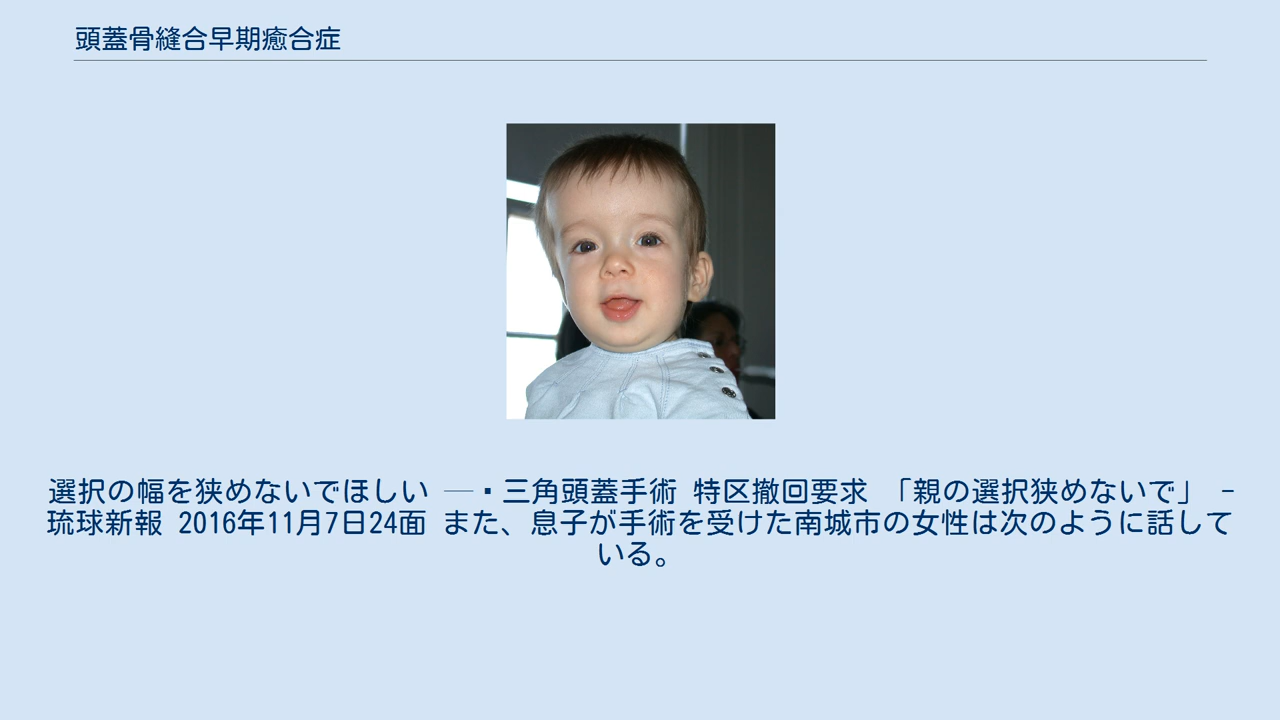 頭蓋骨縫合早期癒合症
選択の幅を狭めないでほしい ―▪三角頭蓋手術 特区撤回要求 「親の選択狭めないで」 -
琉球新報 2016年11月7日24面 また、息子が手術を受けた南城市の女性は次のように話して
いる。